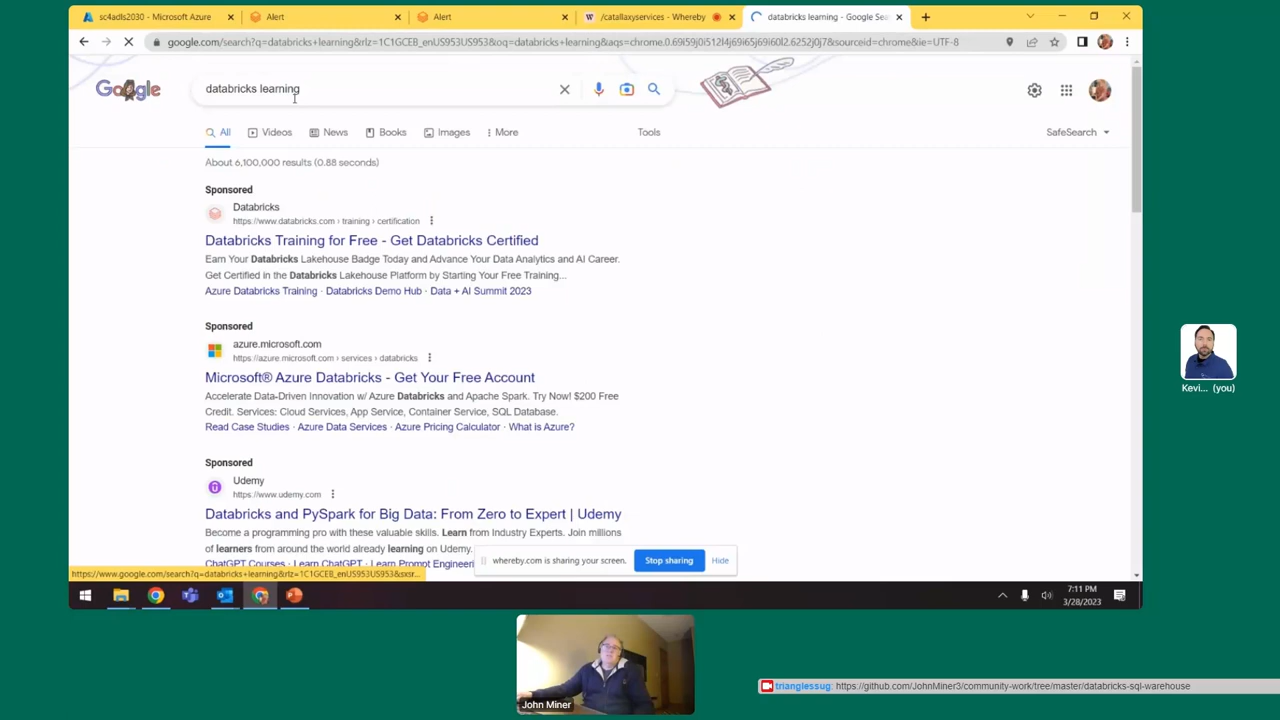 sc4adls2030 - Microsoft Azure
Alert
Alert
/catallaxyservices - Whereby
databricks learning - Google Sea
google.com/search?q=databricks+learning&rlz=1C1GCEB_enUS953US953&oq=databricks+learning&aqs=chrome.0.69i59j0i512l4j69i65j69i60l2.6252j0j7&sourceid=chrome&ie=UTF-8
Google
databricks learning
All
Videos
News
Books
Images
More
Tools
SafeSearch
About 6,100,000 results (0.88 seconds)
Sponsored
Databricks
https://www.databricks.com › training › certification
Databricks Training for Free - Get Databricks Certified
Earn Your Databricks Lakehouse Badge Today and Advance Your Data Analytics and AI Career.
Get Certified in the Databricks Lakehouse Platform by Starting Your Free Training...
Azure Databricks Training · Databricks Demo Hub · Data + AI Summit 2023
Sponsored
azure.microsoft.com
https://azure.microsoft.com › services › databricks
Microsoft® Azure Databricks - Get Your Free Account
Accelerate Data-Driven Innovation w/ Azure Databricks and Apache Spark. Try Now! $200 Free
Credit. Services: Cloud Services, App Service, Container Service, SQL Database.
Read Case Studies · Azure Data Services · Azure Pricing Calculator · What is Azure?
Sponsored
Udemy
https://www.udemy.com
Databricks and PySpark for Big Data: From Zero to Expert | Udemy
Become a programming pro with these valuable skills. Learn from Industry Experts. Join millions
of learners from around the world already learning on Udemy.
ChatGPT Courses · Learn ChatGPT · Learn Prompt Engineeri
whereby.com is sharing your screen.
Stop sharing
Hide
https://www.google.com/search?q=databricks+learning&rlz=1C1GCEB_enUS953US953&sxsr...
7:11 PM
3/28/2023
Kevi... (you)
John Miner
trianglessug: https://github.com/JohnMiner3/community-work/tree/master/databricks-sql-warehouse